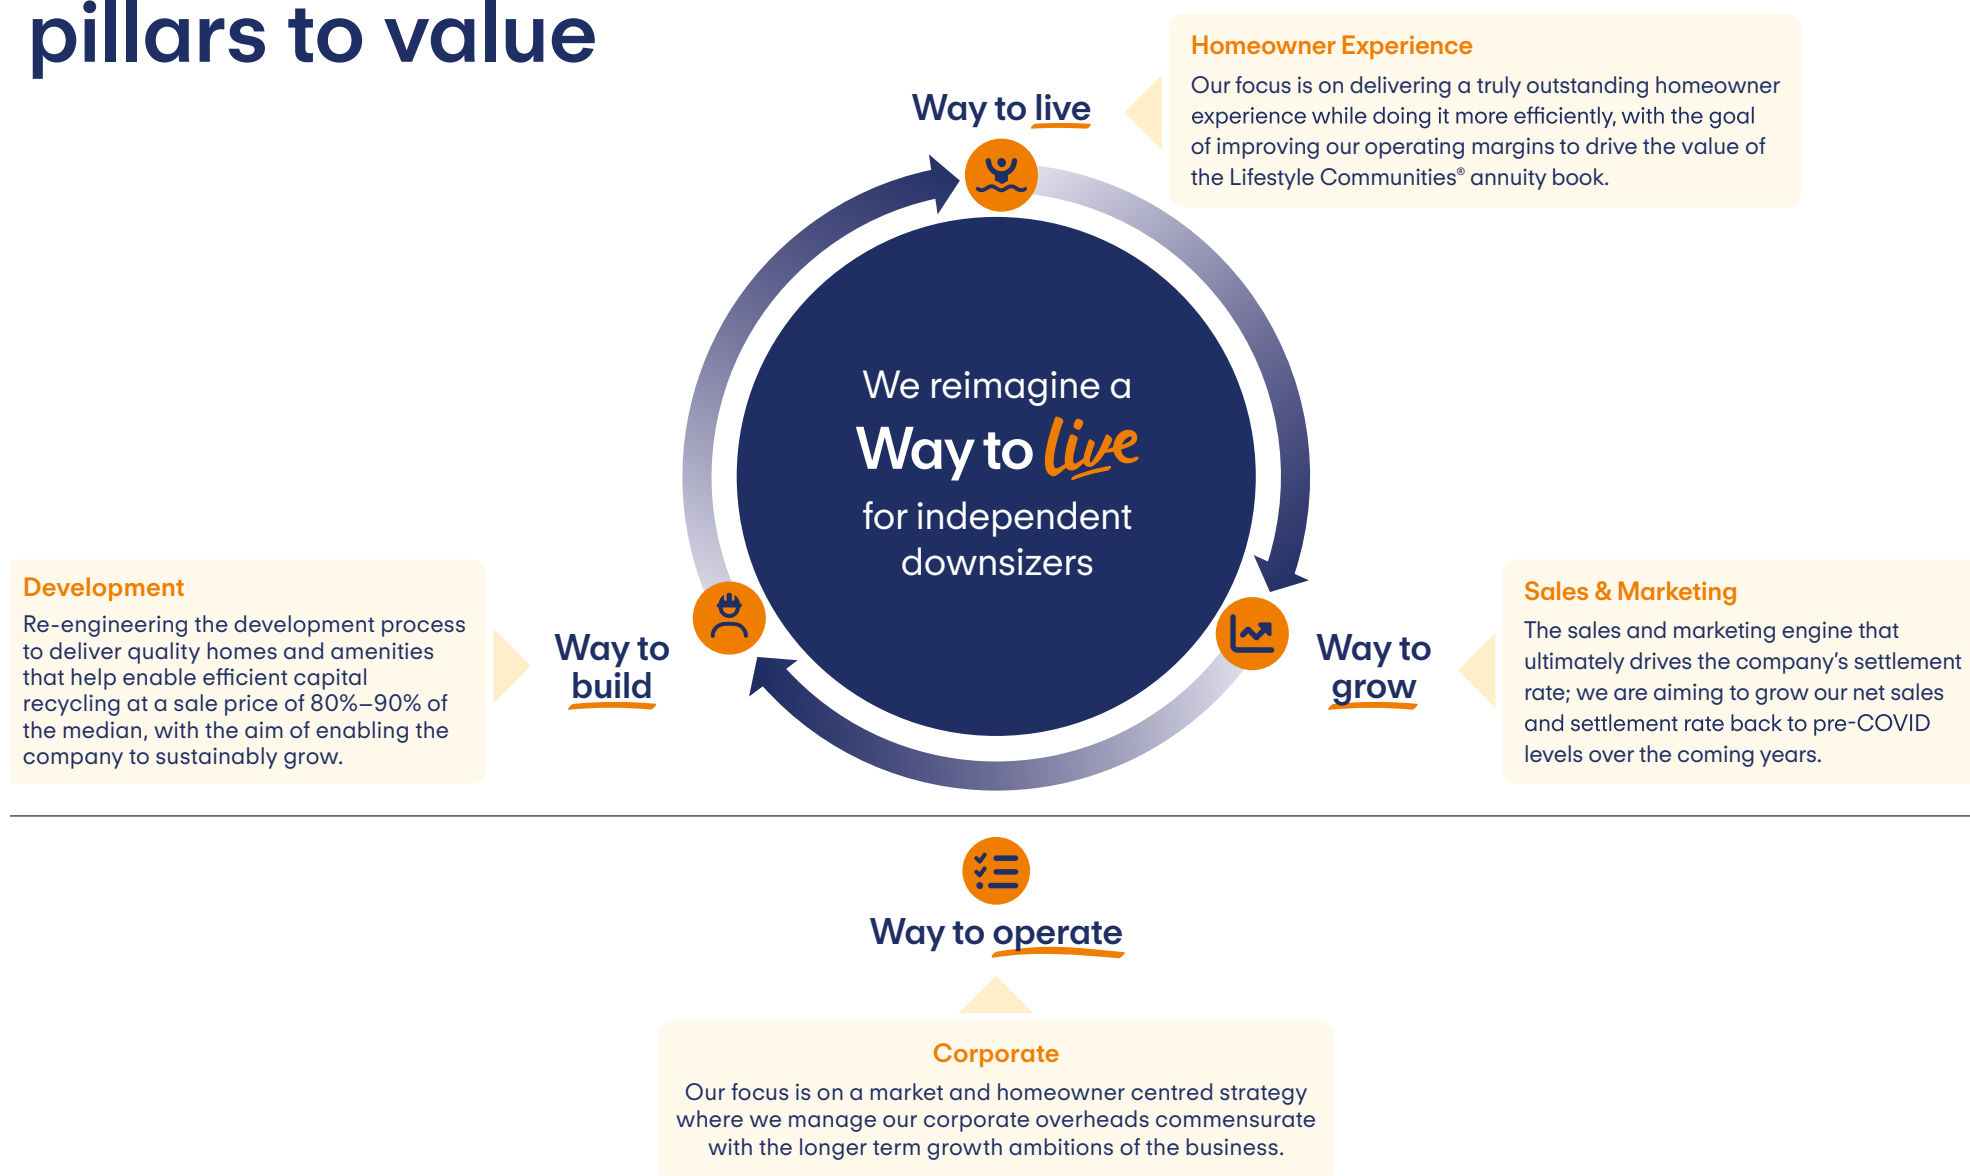 pillars to value
Way to live
Homeowner Experience
Our focus is on delivering a truly outstanding homeowner
experience while doing it more efficiently, with the goal
of improving our operating margins to drive the value of
the Lifestyle Communities® annuity book.
We reimagine a
Way to live
for independent
downsizers
Development
Re-engineering the development process
to deliver quality homes and amenities
that help enable efficient capital
recycling at a sale price of 80%–90% of
the median, with the aim of enabling the
company to sustainably grow.
Way to
build
Way to
grow
Sales & Marketing
The sales and marketing engine that
ultimately drives the company’s settlement
rate; we are aiming to grow our net sales
and settlement rate back to pre-COVID
levels over the coming years.
Way to operate
Corporate
Our focus is on a market and homeowner centred strategy
where we manage our corporate overheads commensurate
with the longer term growth ambitions of the business.